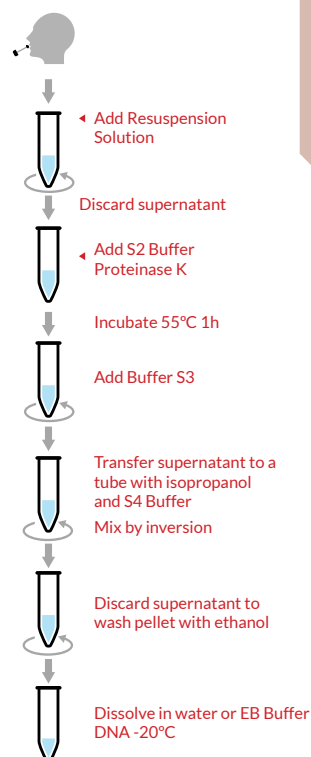 Add Resuspension
Solution
Discard supernatant
Add S2 Buffer
Proteinase K
Incubate 55ºC 1h
Add Buffer S3
Transfer supernatant to a
tube with isopropanol
and S4 Buffer
Mix by inversion
Discard supernatant to
wash pellet with ethanol
Dissolve in water or EB Buffer
DNA -20ºC